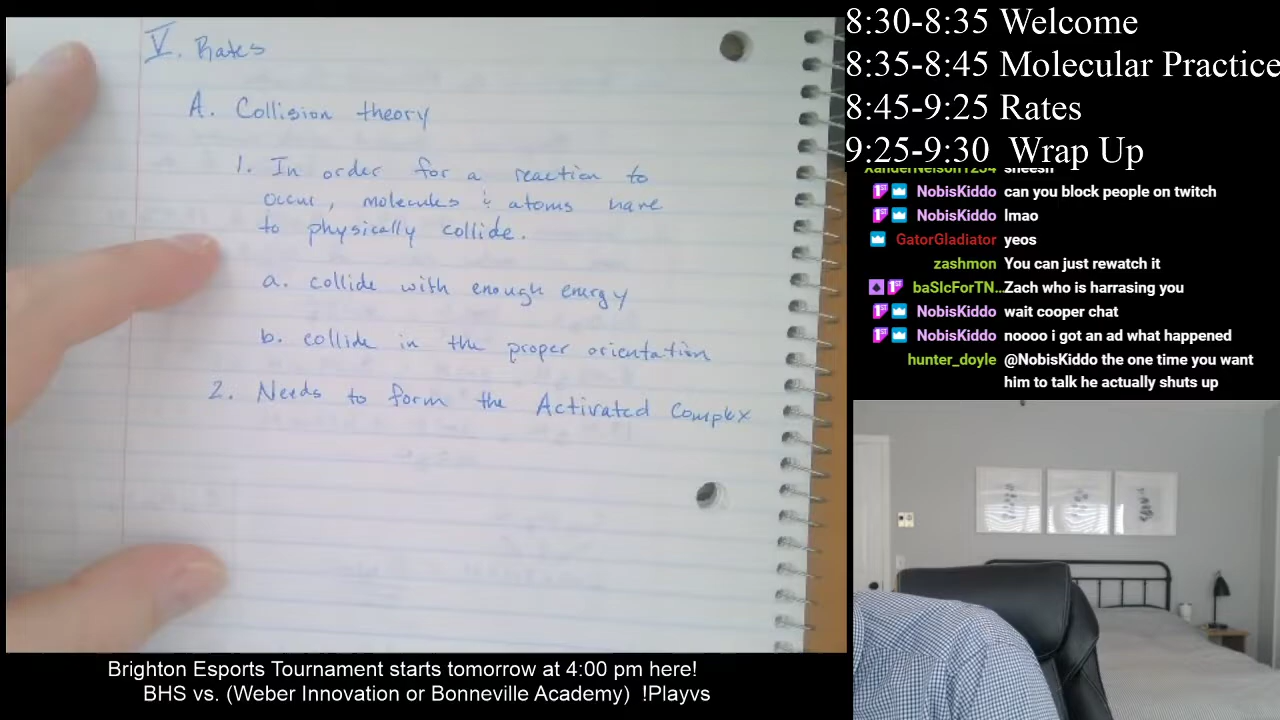 V. Rates
A. Collision theory
1. In order for a reaction to
occur, molecules & atoms have
to physically collide.
a. collide with enough energy
b. collide in the proper orientation
2. Needs to form the Activated Complex
8:30-8:35 Welcome
8:35-8:45 Molecular Practice
8:45-9:25 Rates
9:25-9:30 Wrap Up
XanderNelson1234 sheesh
NobisKiddo can you block people on twitch
NobisKiddo lmao
GatorGladiator yeos
zashmon You can just rewatch it
baSIcForTN... Zach who is harrasing you
NobisKiddo wait cooper chat
NobisKiddo noooo i got an ad what happened
hunter_doyle @NobisKiddo the one time you want
him to talk he actually shuts up
Brighton Esports Tournament starts tomorrow at 4:00 pm here!
BHS vs. (Weber Innovation or Bonneville Academy) !Playvs